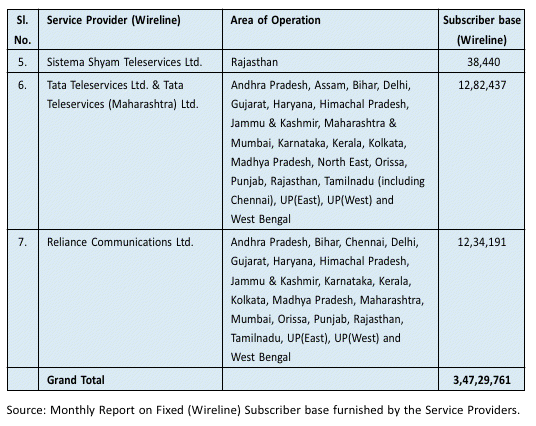 Sl. No.
Service Provider (Wireline)
Area of Operation
Subscriber base (Wireline)
5.
Sistema Shyam Teleservices Ltd.
Rajasthan
38,440
6.
Tata Teleservices Ltd. & Tata
Teleservices (Maharashtra) Ltd.
Andhra Pradesh, Assam, Bihar, Delhi,
Gujarat, Haryana, Himachal Pradesh,
Jammu & Kashmir, Maharashtra &
Mumbai, Karnataka, Kerala, Kolkata,
Madhya Pradesh, North East, Orissa,
Punjab, Rajasthan, Tamilnadu (including
Chennai), UP(East), UP(West) and
West Bengal
12,82,437
7.
Reliance Communications Ltd.
Andhra Pradesh, Bihar, Chennai, Delhi,
Gujarat, Haryana, Himachal Pradesh,
Jammu & Kashmir, Karnataka, Kerala,
Kolkata, Madhya Pradesh, Maharashtra,
Mumbai, Orissa, Punjab, Rajasthan,
Tamilnadu, UP(East), UP(West) and
West Bengal
12,34,191
Grand Total
3,47,29,761
Source: Monthly Report on Fixed (Wireline) Subscriber base furnished by the Service Providers.